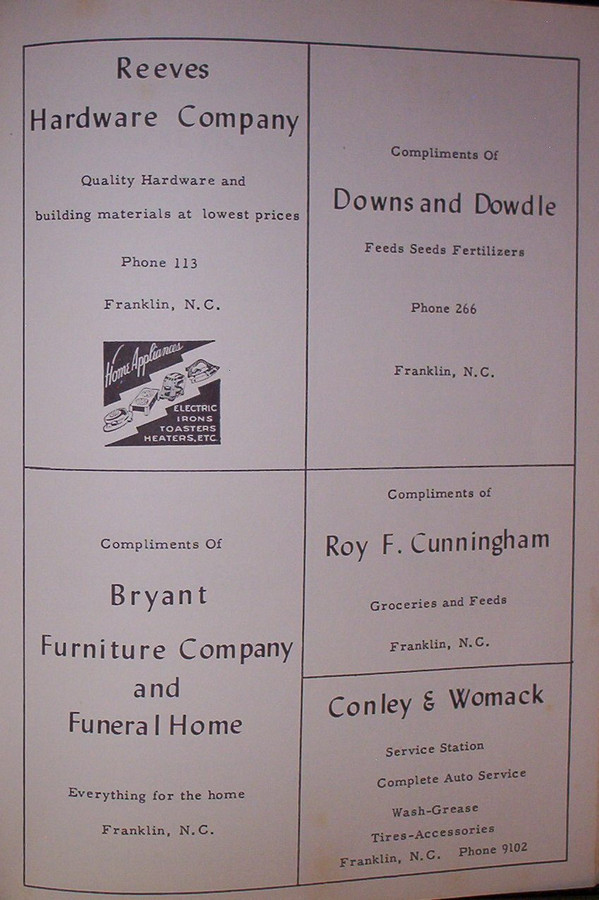 Reeves
Hardware Company
Quality Hardware and
building materials at lowest prices
Phone 113
Franklin, N.C.
Home Appliances
ELECTRIC
IRONS
TOASTERS
HEATERS, ETC.
Compliments Of
Downs and Dowdle
Feeds Seeds Fertilizers
Phone 266
Franklin, N.C.
Compliments Of
Bryant
Furniture Company
and
Funeral Home
Everything for the home
Franklin, N.C.
Compliments of
Roy F. Cunningham
Groceries and Feeds
Franklin, N.C.
Conley & Womack
Service Station
Complete Auto Service
Wash-Grease
Tires-Accessories
Franklin, N.C. Phone 9102